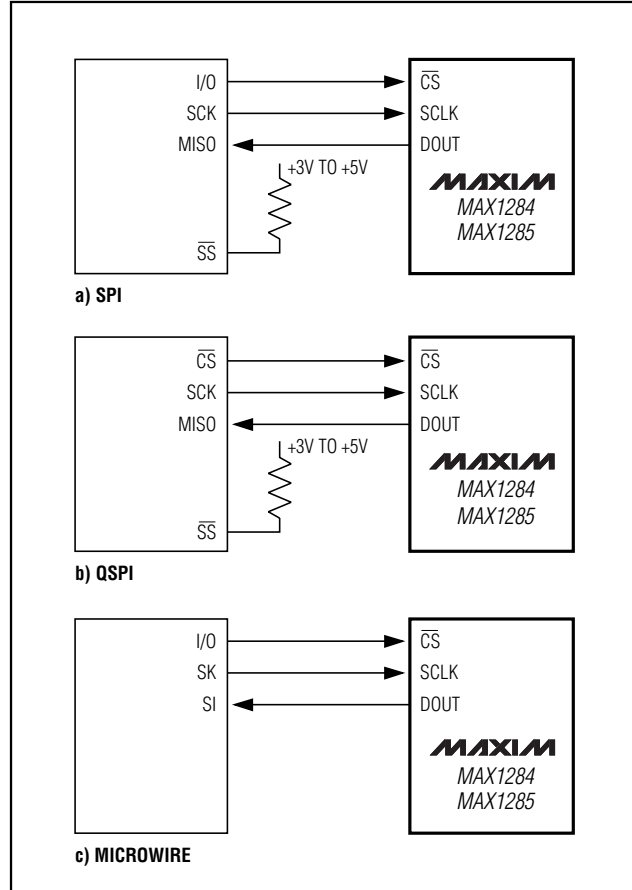 I/O CS
SCK SCLK
MISO DOUT
+3V TO +5V
MAXIM
MAX1284
MAX1285
SS
a) SPI
CS CS
SCK SCLK
MISO DOUT
+3V TO +5V
MAXIM
MAX1284
MAX1285
SS
b) QSPI
I/O CS
SK SCLK
SI DOUT
MAXIM
MAX1284
MAX1285
c) MICROWIRE